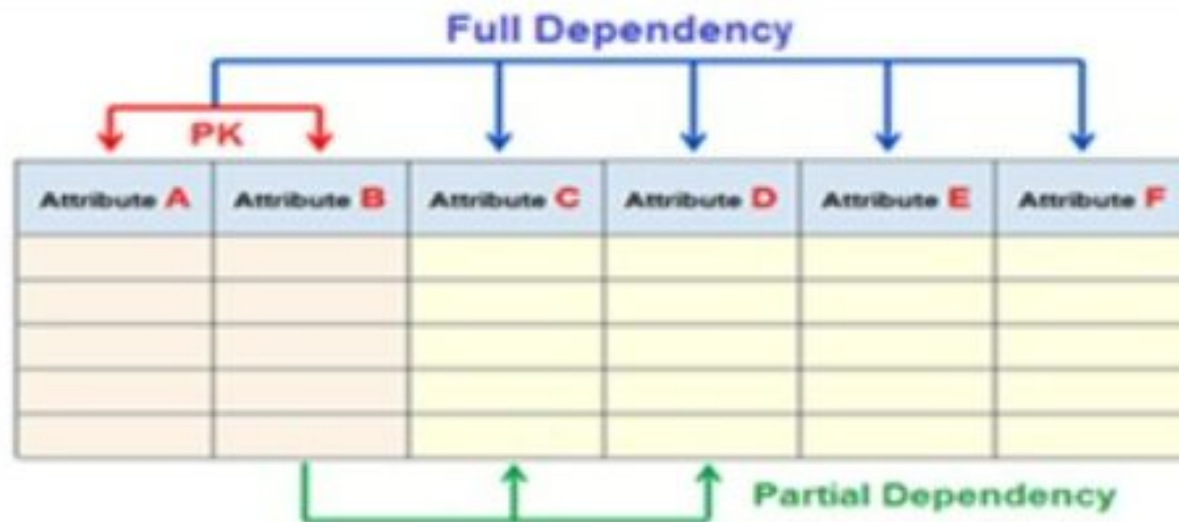 Full Dependency
PK
Attribute A Attribute B Attribute C Attribute D Attribute E Attribute F
Partial Dependency